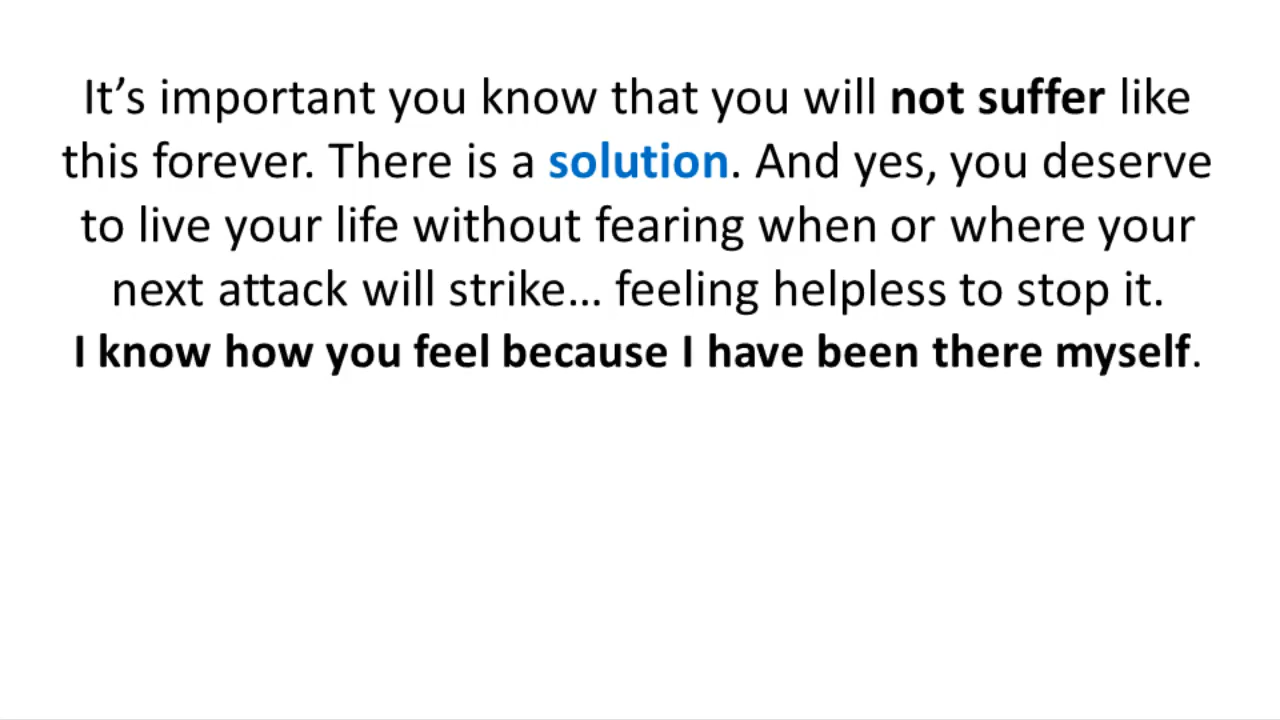 It’s important you know that you will not suffer like
this forever. There is a solution. And yes, you deserve
to live your life without fearing when or where your
next attack will strike… feeling helpless to stop it.
I know how you feel because I have been there myself.